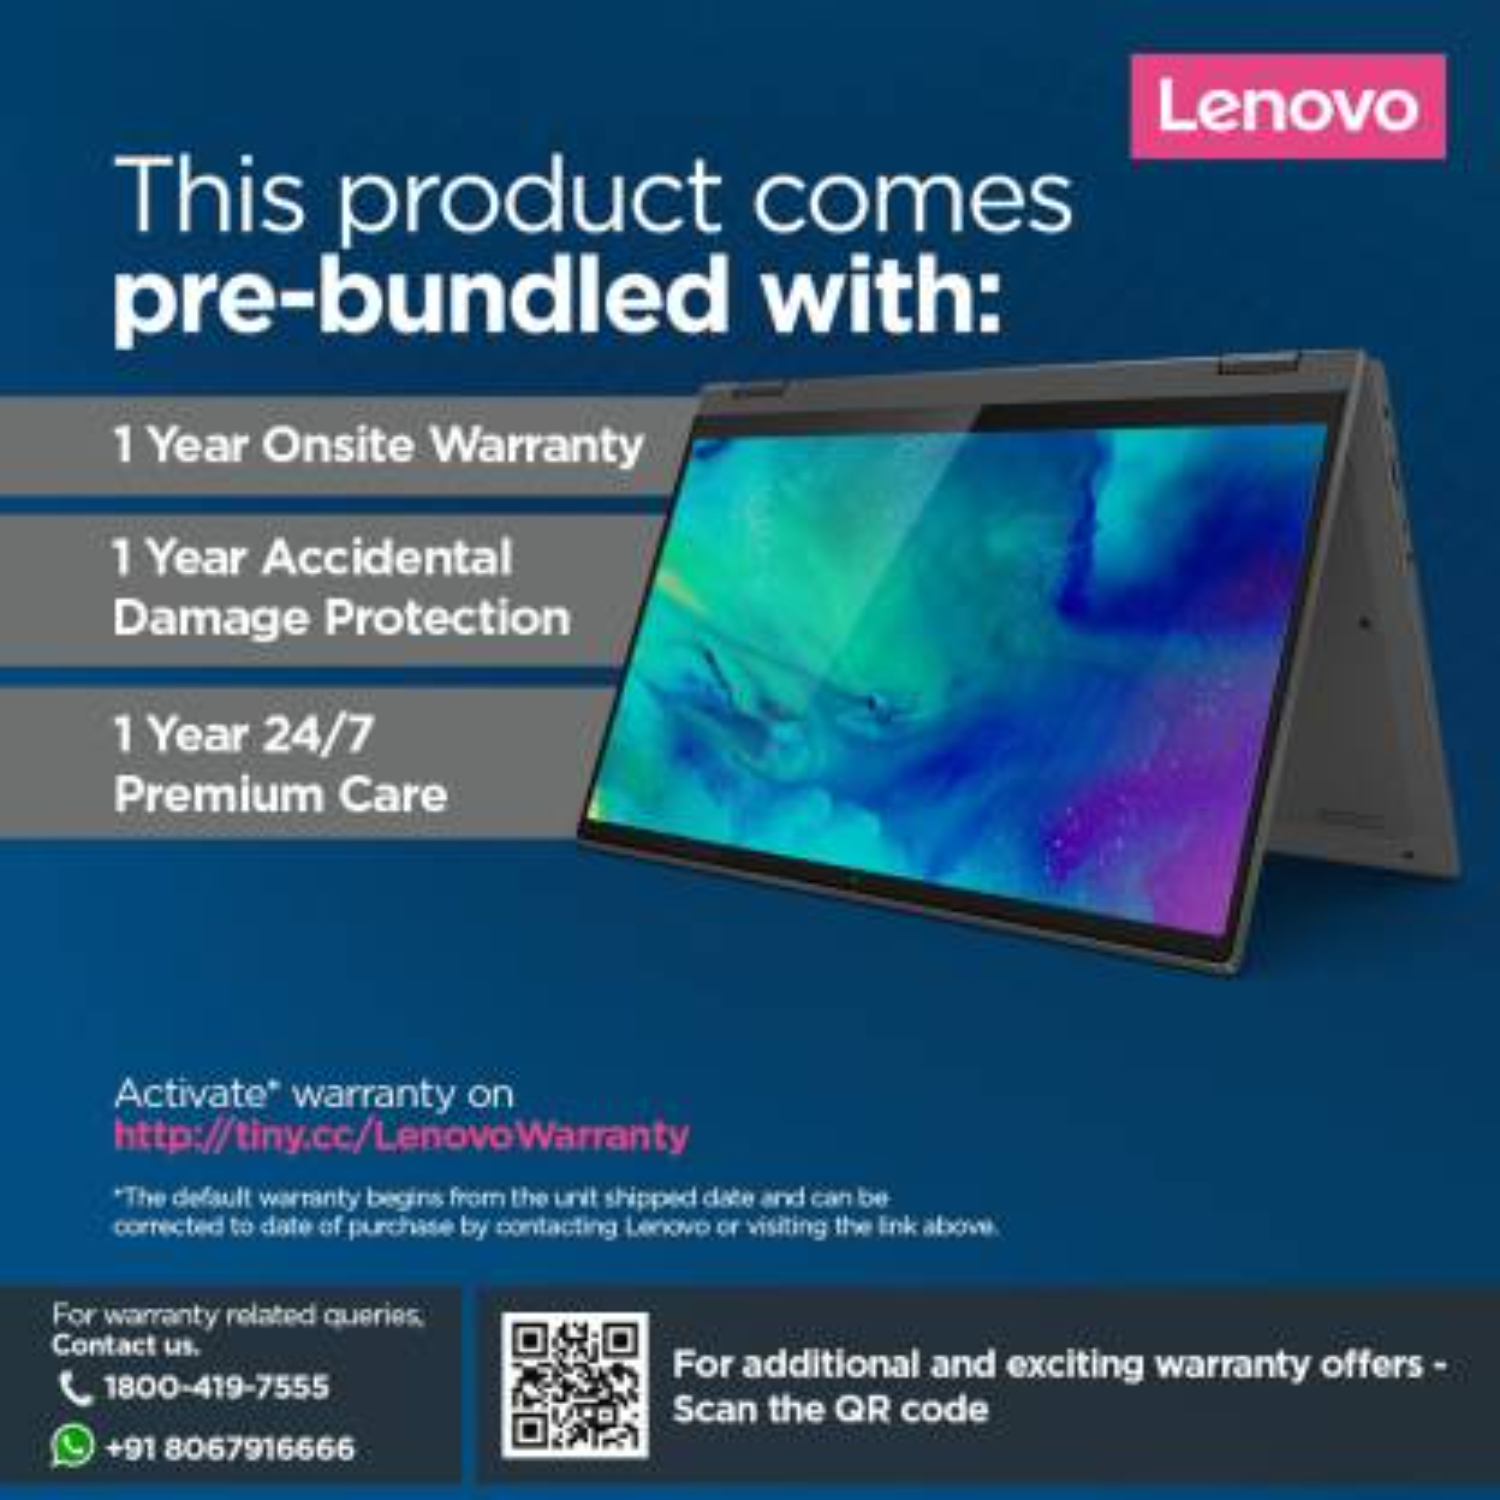 Lenovo
This product comes
pre-bundled with:
1 Year Onsite Warranty
1 Year Accidental
Damage Protection
1 Year 24/7
Premium Care
Activate* warranty on
http://tiny.cc/LenovoWarranty
*The default warranty begins from the unit shipped date and can be
corrected to date of purchase by contacting Lenovo or visiting the link above.
For warranty related queries,
Contact us.
1800-419-7555
+91 8067916666
For additional and exciting warranty offers -
Scan the QR code